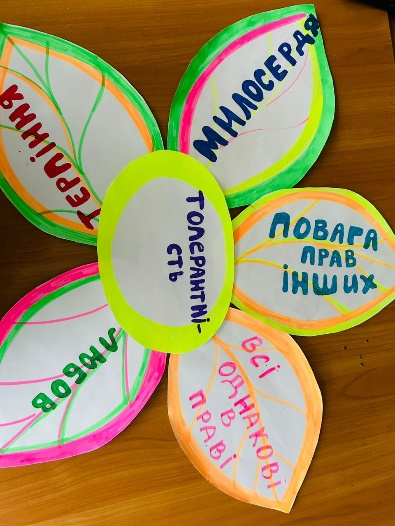 ТЕРПІННЯ
МИЛОСЕРДЯ
ТОЛЕРАНТНІ-
СТЬ
ПОВАГА
ПРАВ
ІНШИХ
ЛЮБОВ
ВСІ
ОДНАКОВІ
В
ПРАВІ